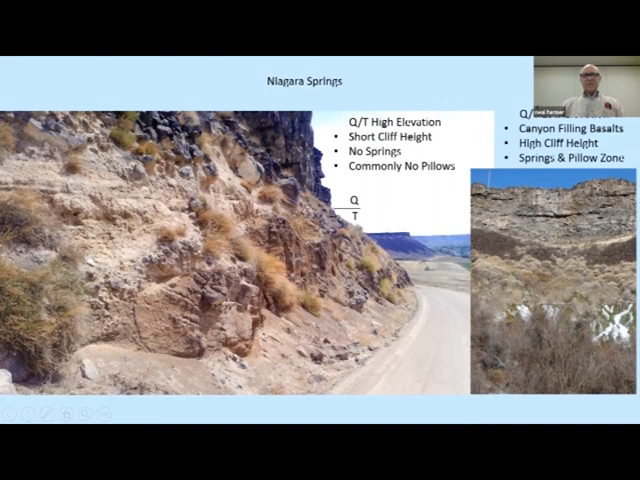 Niagara Springs
Q/T High Elevation
• Short Cliff Height
• No Springs
• Commonly No Pillows
Q
T
Q/
• Canyon Filling Basalts
• High Cliff Height
• Springs & Pillow Zone